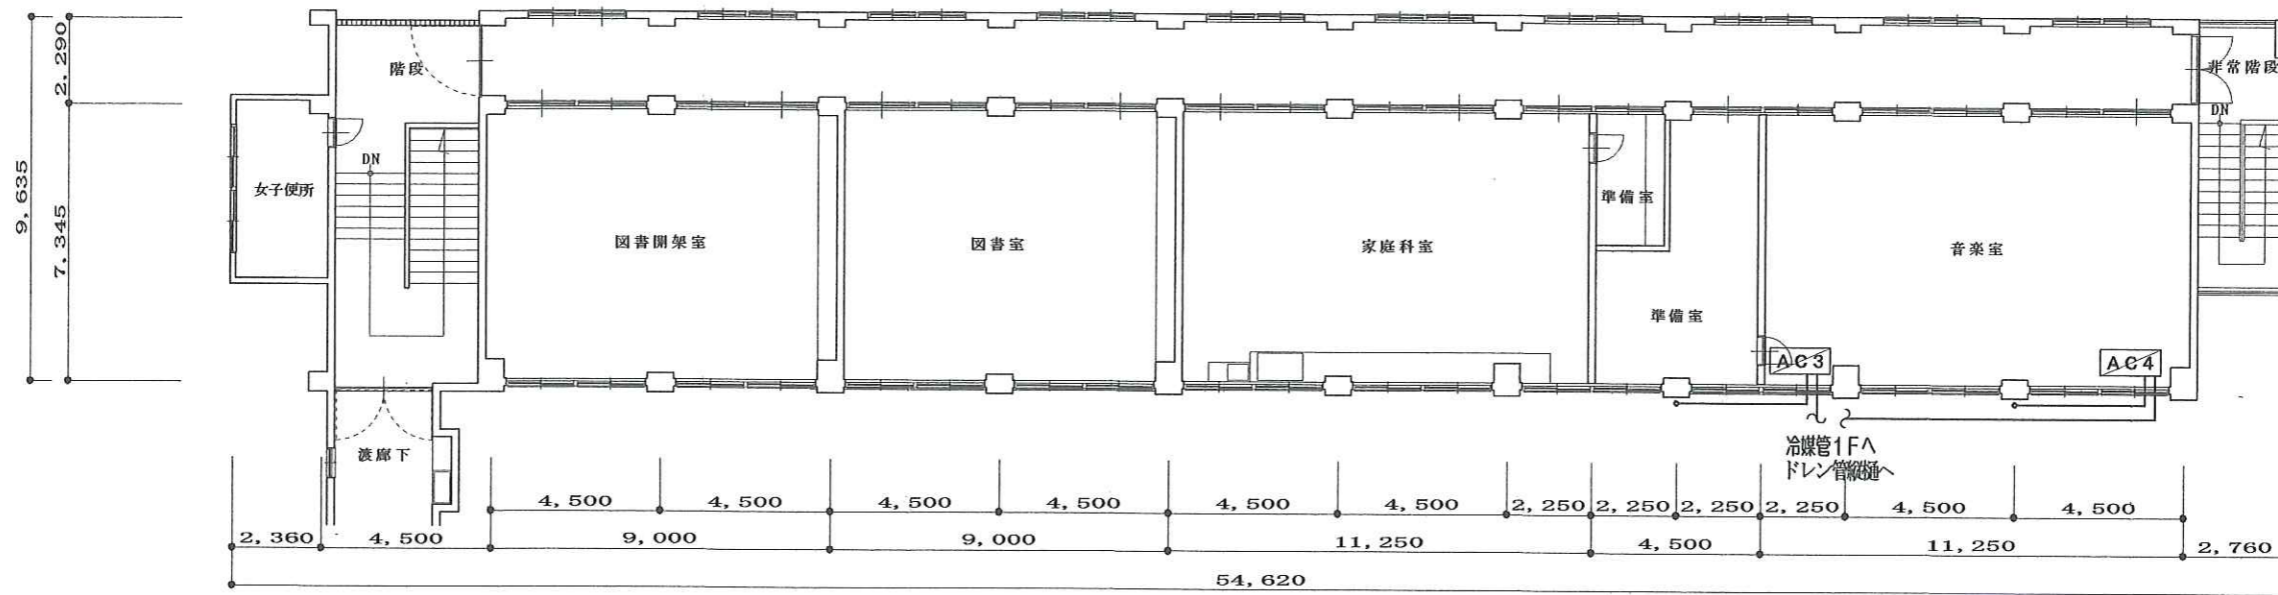 2,290
9,635
7,345
階段
非常階段
DN
DN
女子便所
準備室
図書開架室
図書室
家庭科室
音楽室
準備室
AC3
AC4
渡廊下
冷媒管1Fへ
ドレン管縦樋へ
4,500
4,500
4,500
4,500
4,500
4,500
2,250
2,250
2,250
2,250
4,500
4,500
2,360
4,500
9,000
9,000
11,250
4,500
11,250
2,760
54,620